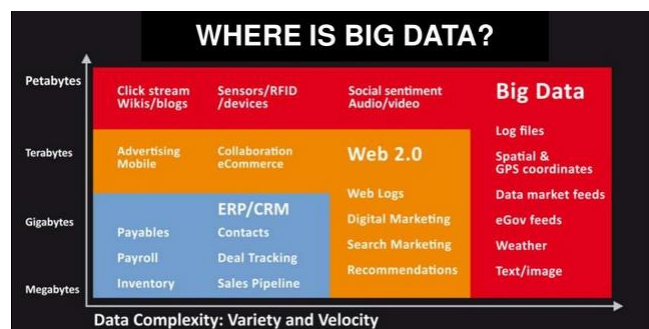 WHERE IS BIG DATA?
Petabytes
Terabytes
Gigabytes
Megabytes
Click stream
Wikis/blogs
Sensors/RFID
/devices
Social sentiment
Audio/video
Big Data
Log files
Spatial &
GPS coordinates
Data market feeds
eGov feeds
Weather
Text/image
Advertising
Mobile
Collaboration
eCommerce
Web 2.0
Web Logs
Digital Marketing
Search Marketing
Recommendations
ERP/CRM
Payables
Contacts
Payroll
Deal Tracking
Inventory
Sales Pipeline
Data Complexity: Variety and Velocity